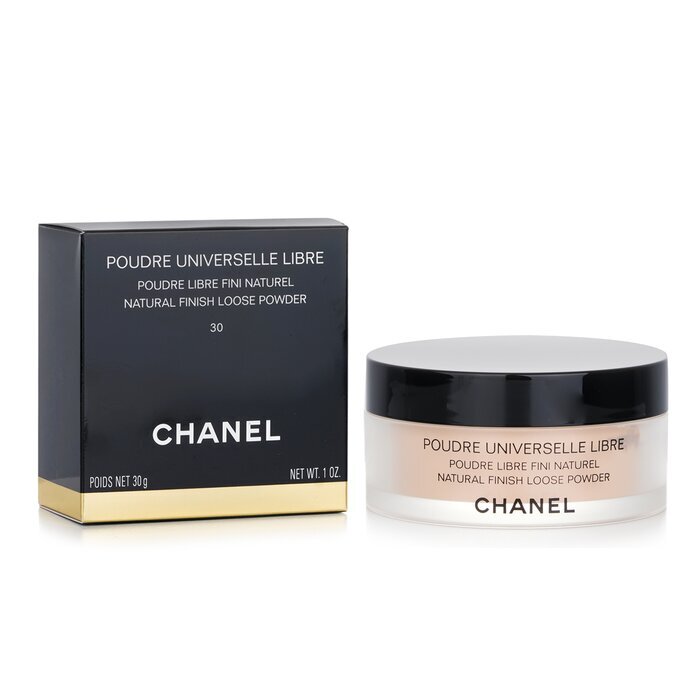 POUDRE UNIVERSELLE LIBRE
POUDRE LIBRE FINI NATUREL
NATURAL FINISH LOOSE POWDER
30
CHANEL
POIDS NET 30g
NET WT. 1 OZ.
POUDRE UNIVERSELLE LIBRE
POUDRE LIBRE FINI NATUREL
NATURAL FINISH LOOSE POWDER
CHANEL